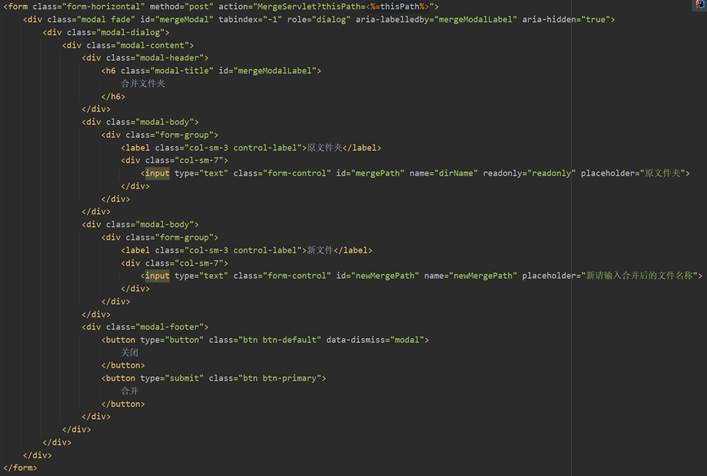 <form class="form-horizontal" method="post" action="MergeServlet?thisPath=<%=thisPath%>">
<div class="modal fade" id="mergeModal" tabindex="-1" role="dialog" aria-labelledby="mergeModalLabel" aria-hidden="true">
<div class="modal-dialog">
<div class="modal-content">
<div class="modal-header">
<h6 class="modal-title" id="mergeModalLabel">
合并文件夹
</h6>
</div>
<div class="modal-body">
<div class="form-group">
<label class="col-sm-3 control-label">原文件夹</label>
<div class="col-sm-7">
<input type="text" class="form-control" id="mergePath" name="dirName" readonly="readonly" placeholder="原文件夹">
</div>
</div>
</div>
<div class="modal-body">
<div class="form-group">
<label class="col-sm-3 control-label">新文件</label>
<div class="col-sm-7">
<input type="text" class="form-control" id="newMergePath" name="newMergePath" placeholder="新请输入合并后的文件名称">
</div>
</div>
</div>
<div class="modal-footer">
<button type="button" class="btn btn-default" data-dismiss="modal">
关闭
</button>
<button type="submit" class="btn btn-primary">
合并
</button>
</div>
</div>
</div>
</div>
</form>